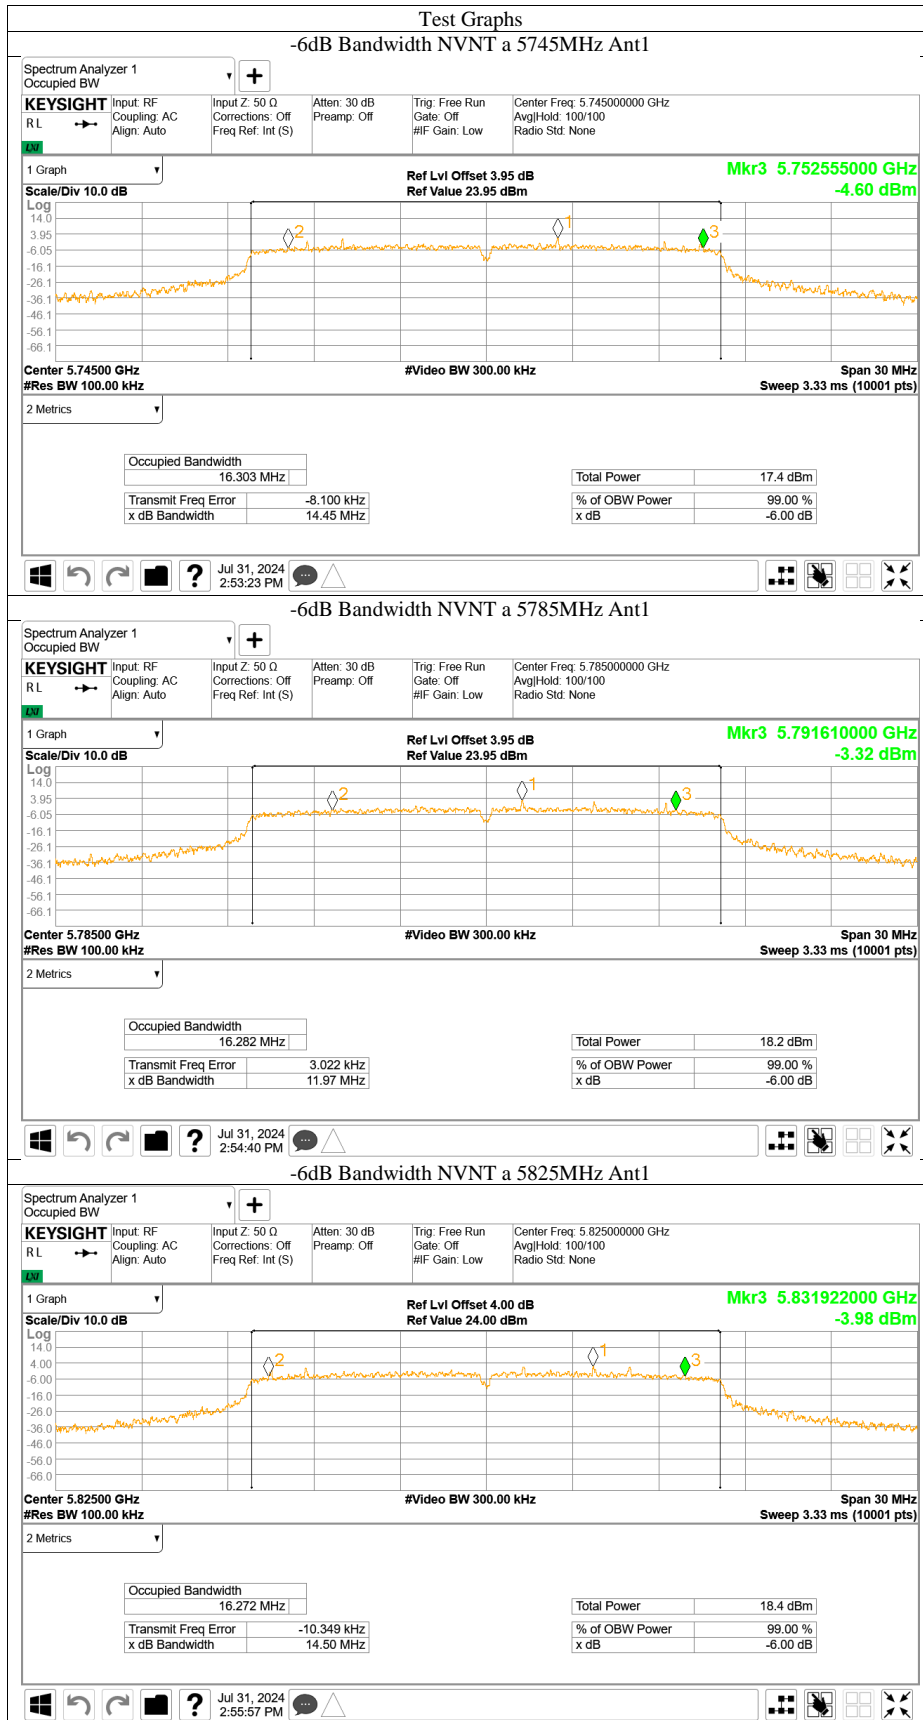 Test Graphs
-6dB Bandwidth NVNT a 5745MHz Ant1
Spectrum Analyzer 1
Occupied BW
KEYSIGHT Input: RF Input Z: 50 Ω Atten: 30 dB Trig: Free Run Center Freq: 5.745000000 GHz
R L Coupling: AC Corrections: Off Preamp: Off Gate: Off Avg|Hold: 100/100
Align: Auto Freq Ref: Int (S) #IF Gain: Low Radio Std: None
LXI
1 Graph
Scale/Div 10.0 dB Ref Lvl Offset 3.95 dB Ref Value 23.95 dBm Mkr3 5.752555000 GHz -4.60 dBm
Log
14.0
3.95
-6.05
-16.1
-26.1
-36.1
-46.1
-56.1
-66.1
2 1 3
Center 5.74500 GHz #Video BW 300.00 kHz Span 30 MHz
#Res BW 100.00 kHz Sweep 3.33 ms (10001 pts)
2 Metrics
Occupied Bandwidth
16.303 MHz Total Power 17.4 dBm
Transmit Freq Error -8.100 kHz % of OBW Power 99.00 %
x dB Bandwidth 14.45 MHz x dB -6.00 dB
? Jul 31, 2024
2:53:23 PM
-6dB Bandwidth NVNT a 5785MHz Ant1
Spectrum Analyzer 1
Occupied BW
KEYSIGHT Input: RF Input Z: 50 Ω Atten: 30 dB Trig: Free Run Center Freq: 5.785000000 GHz
R L Coupling: AC Corrections: Off Preamp: Off Gate: Off Avg|Hold: 100/100
Align: Auto Freq Ref: Int (S) #IF Gain: Low Radio Std: None
LXI
1 Graph
Scale/Div 10.0 dB Ref Lvl Offset 3.95 dB Ref Value 23.95 dBm Mkr3 5.791610000 GHz -3.32 dBm
Log
14.0
3.95
-6.05
-16.1
-26.1
-36.1
-46.1
-56.1
-66.1
2 1 3
Center 5.78500 GHz #Video BW 300.00 kHz Span 30 MHz
#Res BW 100.00 kHz Sweep 3.33 ms (10001 pts)
2 Metrics
Occupied Bandwidth
16.282 MHz Total Power 18.2 dBm
Transmit Freq Error 3.022 kHz % of OBW Power 99.00 %
x dB Bandwidth 11.97 MHz x dB -6.00 dB
? Jul 31, 2024
2:54:40 PM
-6dB Bandwidth NVNT a 5825MHz Ant1
Spectrum Analyzer 1
Occupied BW
KEYSIGHT Input: RF Input Z: 50 Ω Atten: 30 dB Trig: Free Run Center Freq: 5.825000000 GHz
R L Coupling: AC Corrections: Off Preamp: Off Gate: Off Avg|Hold: 100/100
Align: Auto Freq Ref: Int (S) #IF Gain: Low Radio Std: None
LXI
1 Graph
Scale/Div 10.0 dB Ref Lvl Offset 4.00 dB Ref Value 24.00 dBm Mkr3 5.831922000 GHz -3.98 dBm
Log
14.0
4.00
-6.00
-16.0
-26.0
-36.0
-46.0
-56.0
-66.0
2 1 3
Center 5.82500 GHz #Video BW 300.00 kHz Span 30 MHz
#Res BW 100.00 kHz Sweep 3.33 ms (10001 pts)
2 Metrics
Occupied Bandwidth
16.272 MHz Total Power 18.4 dBm
Transmit Freq Error -10.349 kHz % of OBW Power 99.00 %
x dB Bandwidth 14.50 MHz x dB -6.00 dB
? Jul 31, 2024
2:55:57 PM